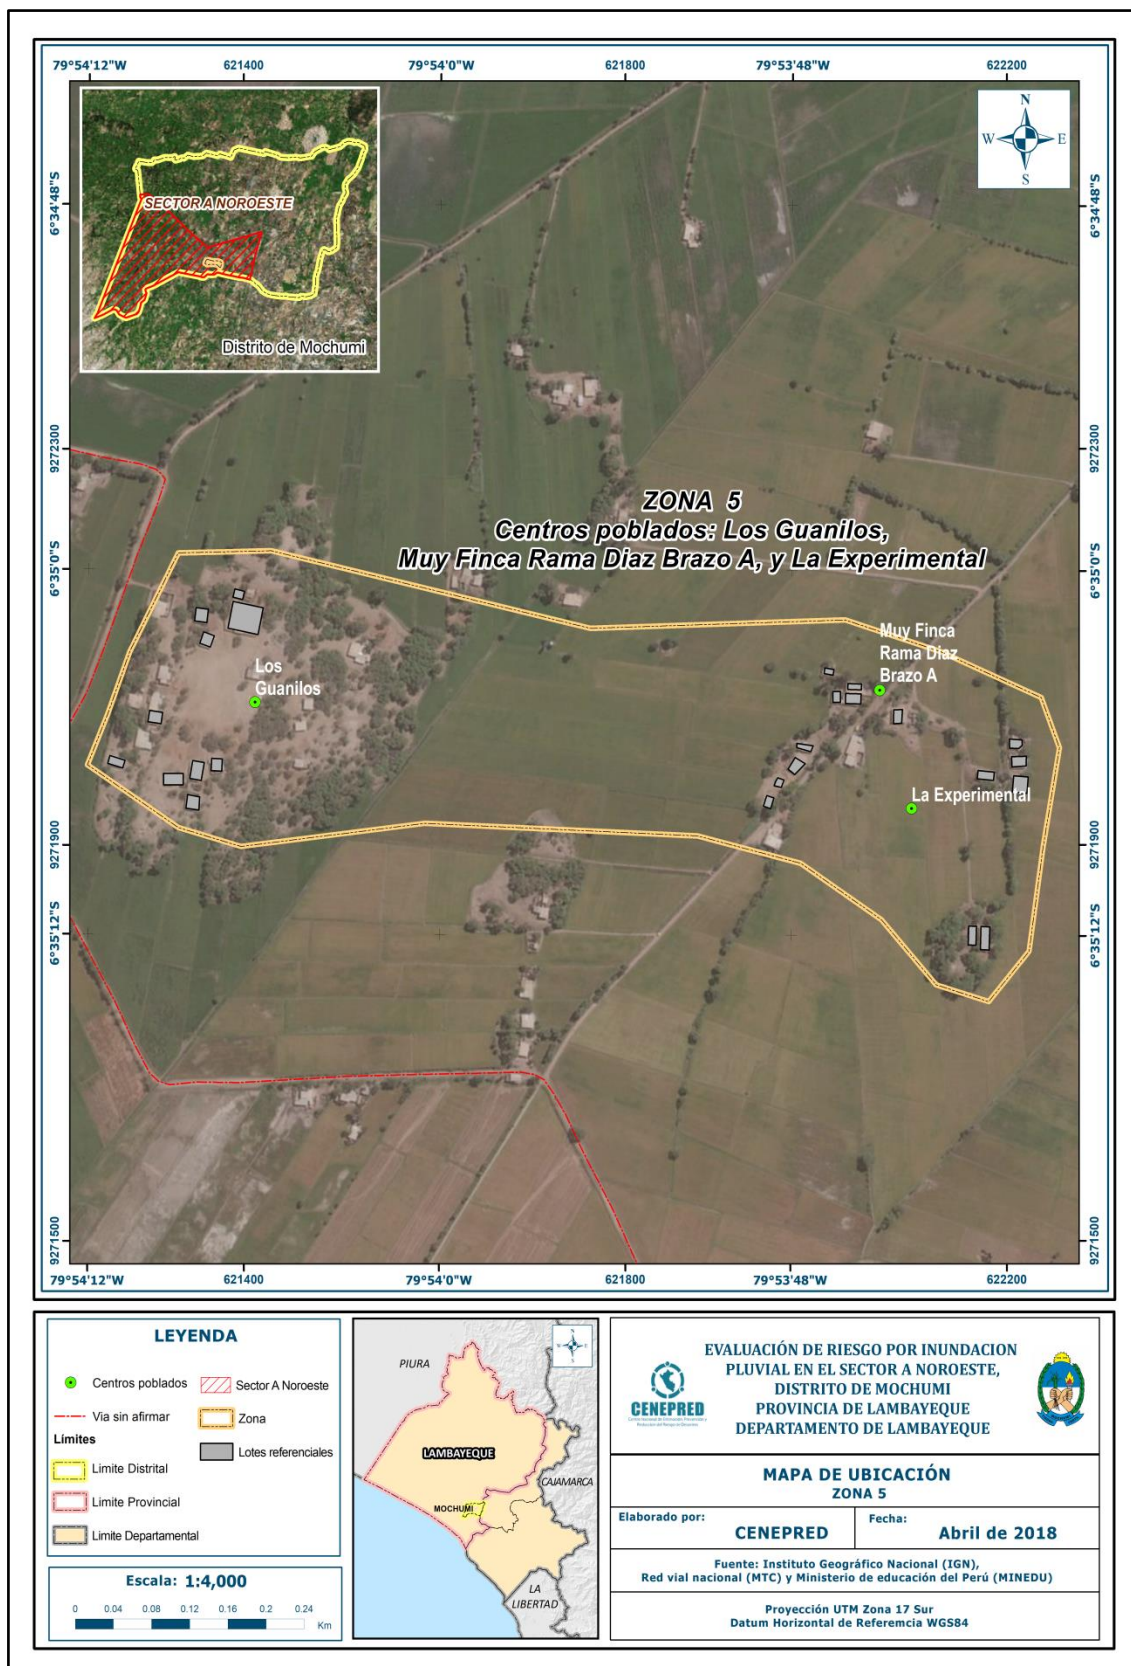 79°54'12"W
621400
79°54'0"W
621800
79°53'48"W
622200
6°34'48"S
9272300
6°35'0"S
9271900
6°35'12"S
9271500
6°34'48"S
9272300
6°35'0"S
9271900
6°35'12"S
9271500
SECTOR A NOROESTE
Distrito de Mochumi
N
W
E
S
ZONA 5
Centros poblados: Los Guanilos,
Muy Finca Rama Diaz Brazo A, y La Experimental
Los
Guanilos
Muy Finca
Rama Diaz
Brazo A
La Experimental
79°54'12"W
621400
79°54'0"W
621800
79°53'48"W
622200
LEYENDA
Centros poblados
Sector A Noroeste
Via sin afirmar
Zona
Límites
Lotes referenciales
Limite Distrital
Limite Provincial
Limite Departamental
Escala: 1:4,000
0 0.04 0.08 0.12 0.16 0.2 0.24
Km
PIURA
LAMBAYEQUE
CAJAMARCA
MOCHUMI
LA
LIBERTAD
CENEPRED
EVALUACIÓN DE RIESGO POR INUNDACION
PLUVIAL EN EL SECTOR A NOROESTE,
DISTRITO DE MOCHUMI
PROVINCIA DE LAMBAYEQUE
DEPARTAMENTO DE LAMBAYEQUE
MAPA DE UBICACIÓN
ZONA 5
Elaborado por:
CENEPRED
Fecha:
Abril de 2018
Fuente: Instituto Geográfico Nacional (IGN),
Red vial nacional (MTC) y Ministerio de educación del Perú (MINEDU)
Proyección UTM Zona 17 Sur
Datum Horizontal de Referencia WGS84